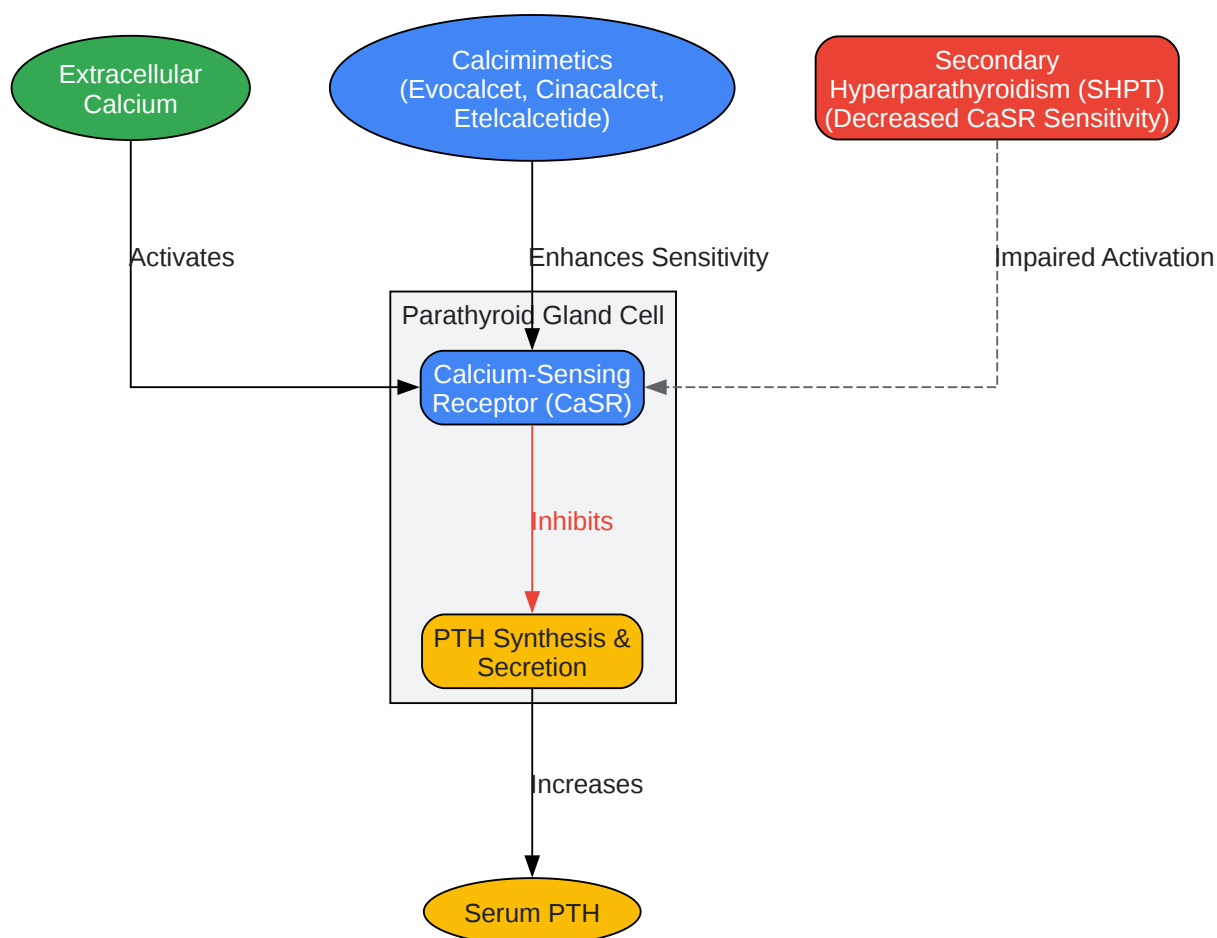 Extracellular
Calcium
Calcimimetics
(Evocalcet, Cinacalcet,
Etelcalcetide)
Secondary
Hyperparathyroidism (SHPT)
(Decreased CaSR Sensitivity)
Activates
Enhances Sensitivity
Impaired Activation
Parathyroid Gland Cell
Calcium-Sensing
Receptor (CaSR)
Inhibits
PTH Synthesis &
Secretion
Increases
Serum PTH